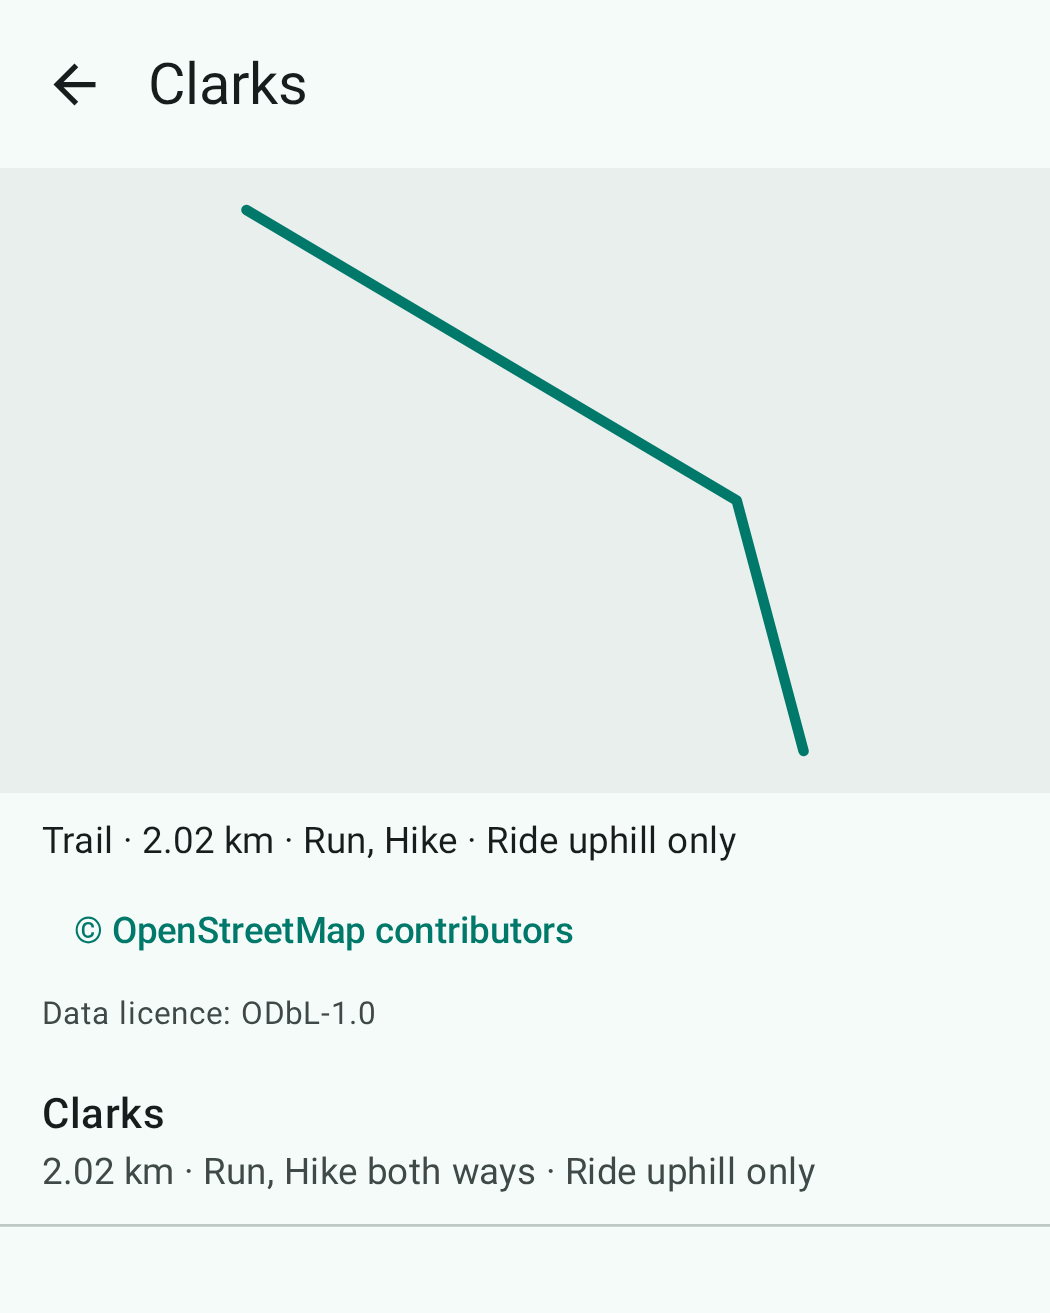 Clarks
Trail · 2.02 km · Run, Hike · Ride uphill only
© OpenStreetMap contributors
Data licence: ODbL-1.0
Clarks
2.02 km · Run, Hike both ways · Ride uphill only